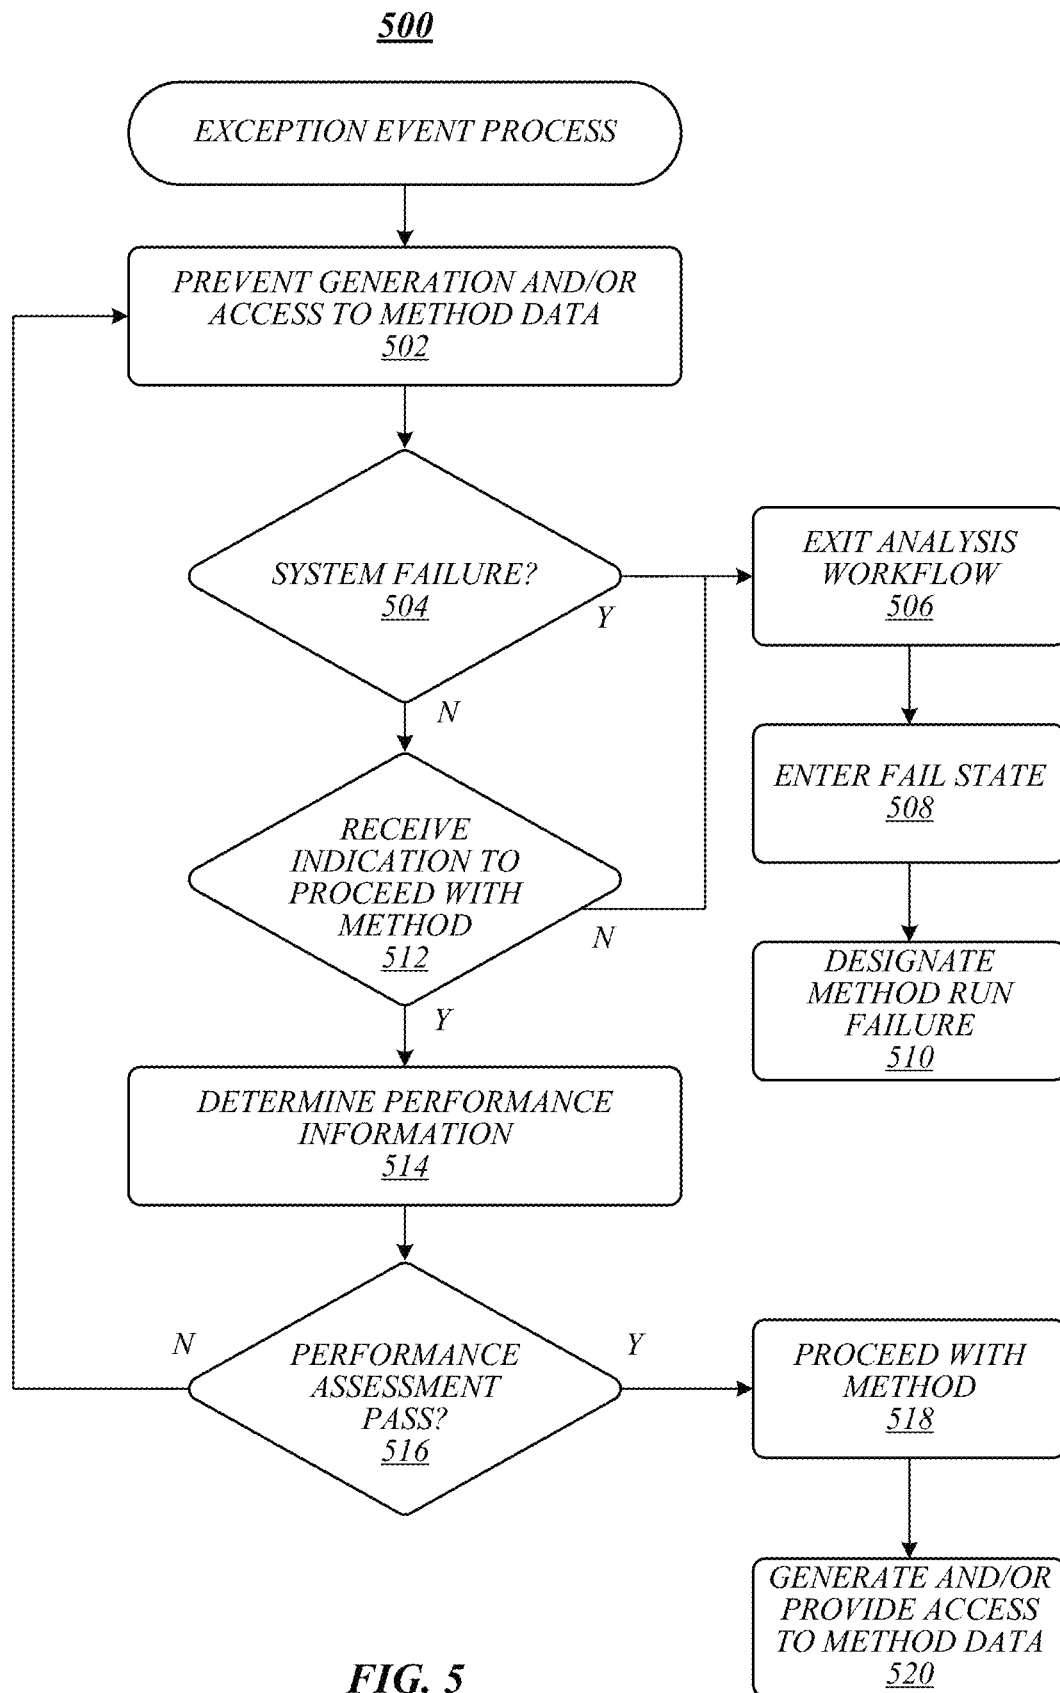 500
EXCEPTION EVENT PROCESS
PREVENT GENERATION AND/OR
ACCESS TO METHOD DATA
502
SYSTEM FAILURE?
504
Y
N
EXIT ANALYSIS
WORKFLOW
506
ENTER FAIL STATE
508
DESIGNATE
METHOD RUN
FAILURE
510
RECEIVE
INDICATION TO
PROCEED WITH
METHOD
512
N
Y
DETERMINE PERFORMANCE
INFORMATION
514
N
PERFORMANCE
ASSESSMENT
PASS?
516
Y
PROCEED WITH
METHOD
518
GENERATE AND/OR
PROVIDE ACCESS
TO METHOD DATA
520
FIG. 5